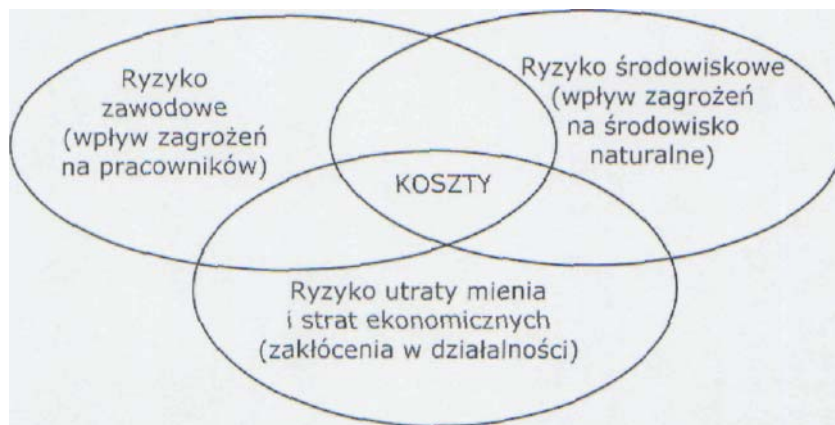 Ryzyko
zawodowe
(wpływ zagrożeń
na pracowników)
Ryzyko środowiskowe
(wpływ zagrożeń
na środowisko
naturalne)
KOSZTY
Ryzyko utraty mienia
i strat ekonomicznych
(zakłócenia w działalności)